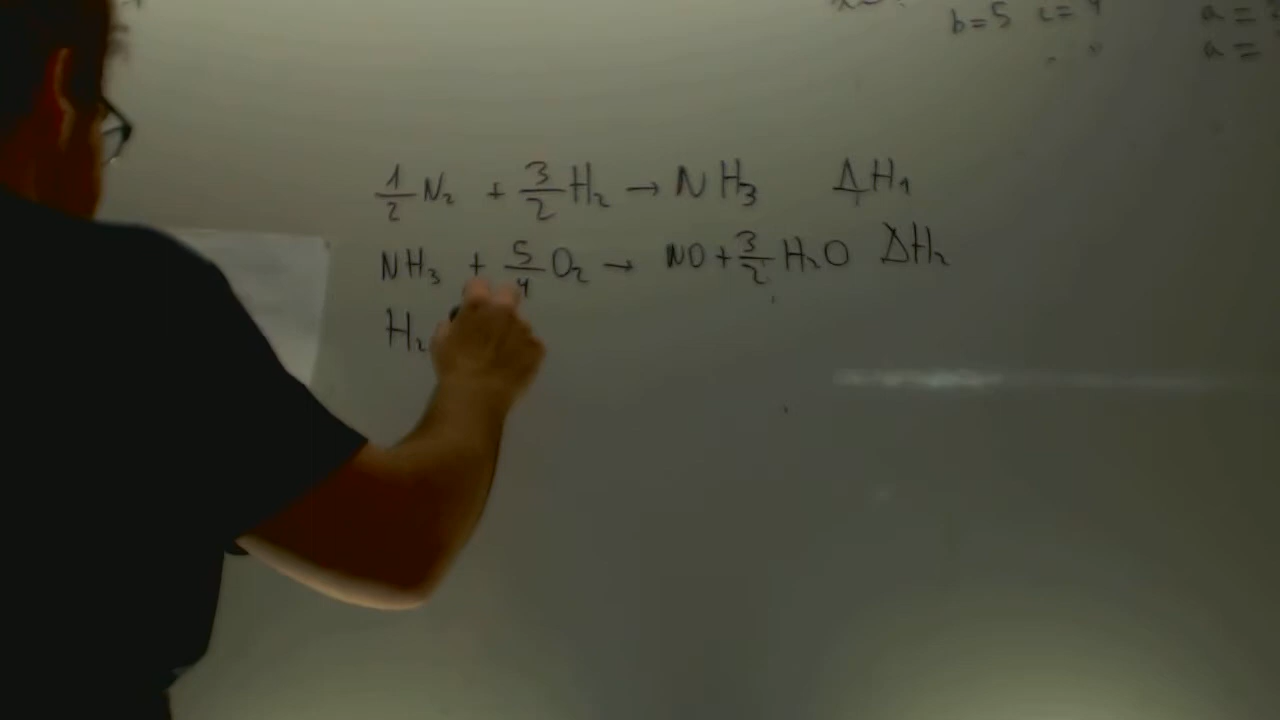 b=5 c=4 a=
a=
1/2 N₂ + 3/2 H₂ → NH₃ ΔH₁
NH₃ + 5/4 O₂ → NO + 3/2 H₂O ΔH₂
H₂